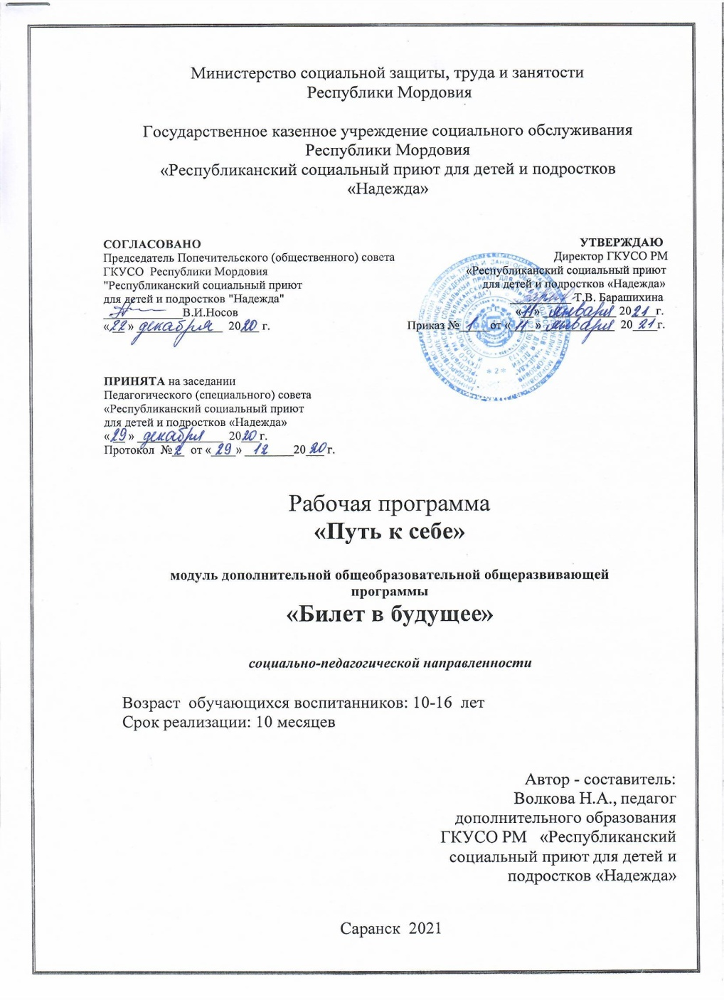 Министерство социальной защиты, труда и занятости
Республики Мордовия
Государственное казенное учреждение социального обслуживания
Республики Мордовия
«Республиканский социальный приют для детей и подростков
«Надежда»
СОГЛАСОВАНО
Председатель Попечительского (общественного) совета
ГКУСО  Республики Мордовия
"Республиканский социальный приют
для детей и подростков "Надежда"
____________В.И.Носов
«22» декабря 2020 г.
УТВЕРЖДАЮ
Директор ГКУСО РМ
«Республиканский социальный приют
для детей и подростков «Надежда»
__________Т.В. Барашихина
«11» января 2021 г.
Приказ № 1 от « 11 » января 2021 г.
ПРИНЯТА на заседании
Педагогического (специального) совета
«Республиканский социальный приют
для детей и подростков «Надежда»
«29» декабря 2020 г.
Протокол №2 от « 29 » 12 2020 г.
Рабочая программа
«Путь к себе»
модуль дополнительной общеобразовательной общеразвивающей
программы
«Билет в будущее»
социально-педагогической направленности
Возраст  обучающихся воспитанников: 10-16  лет
Срок реализации: 10 месяцев
Автор - составитель:
Волкова Н.А., педагог
дополнительного образования
ГКУСО РМ   «Республиканский
социальный приют для детей и
подростков «Надежда»
Саранск  2021